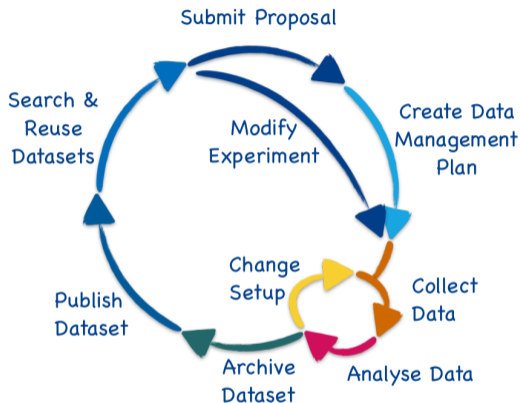 Submit Proposal
Search &
Reuse
Datasets
Modify
Experiment
Create Data
Management
Plan
Change
Setup
Collect
Data
Publish
Dataset
Archive
Dataset
Analyse Data